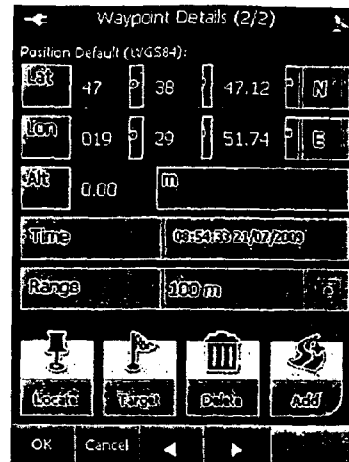 Waypoint Details (2/2)
Position Default (WGS84):
Lat 47 ° 38 ' 47.12 " N
Lon 019 ° 29 ' 51.74 " E
Alt 0.00 m
Time 08:54:33 21/07/2009
Range 100 m
Locate Target Delete Add
OK Cancel